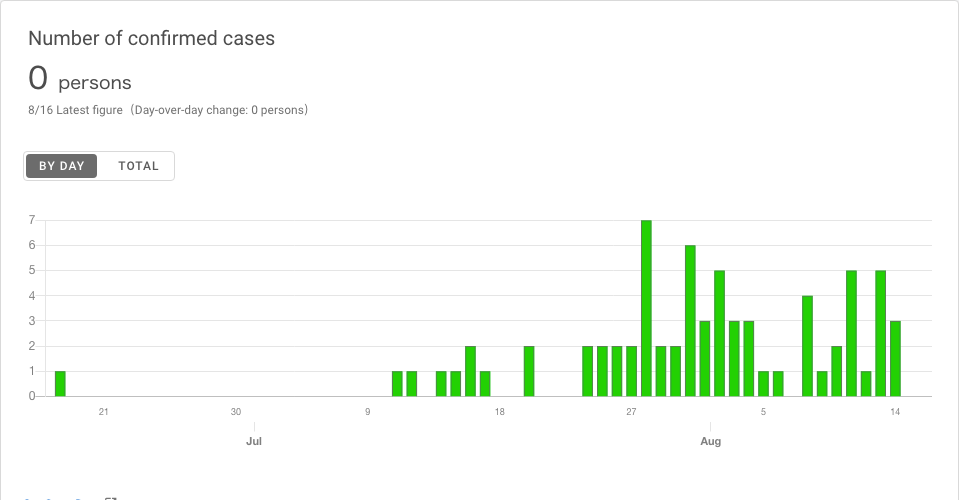 Number of confirmed cases
0 persons
8/16 Latest figure（Day-over-day change: 0 persons）
BY DAY TOTAL
7
6
5
4
3
2
1
0
21 30 9 18 27 5 14
Jul Aug